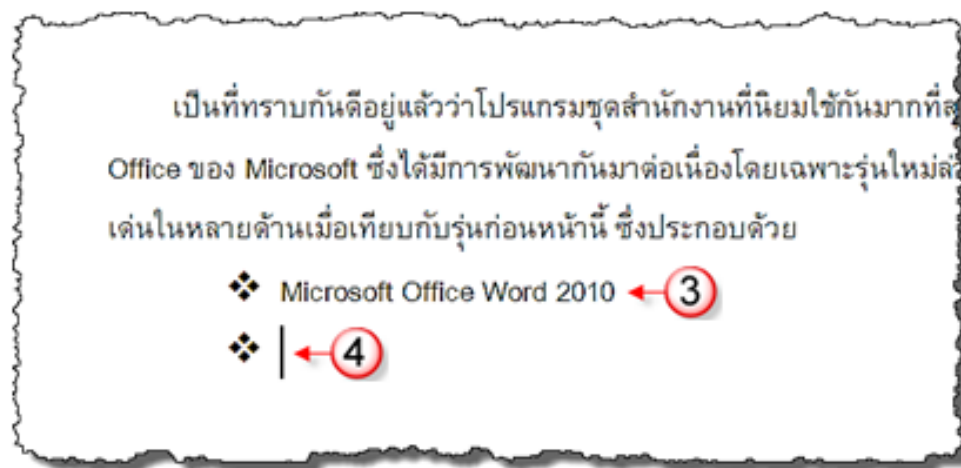 เป็นที่ทราบกันดีอยู่แล้วว่าโปรแกรมชุดสำนักงานที่นิยมใช้กันมากที่
Office ของ Microsoft ซึ่งได้มีการพัฒนากันมาต่อเนื่องโดยเฉพาะรุ่นใหม่
เด่นในหลายด้านเมื่อเทียบกับรุ่นก่อนหน้านี้ ซึ่งประกอบด้วย
❖ Microsoft Office Word 2010 3
❖ 4